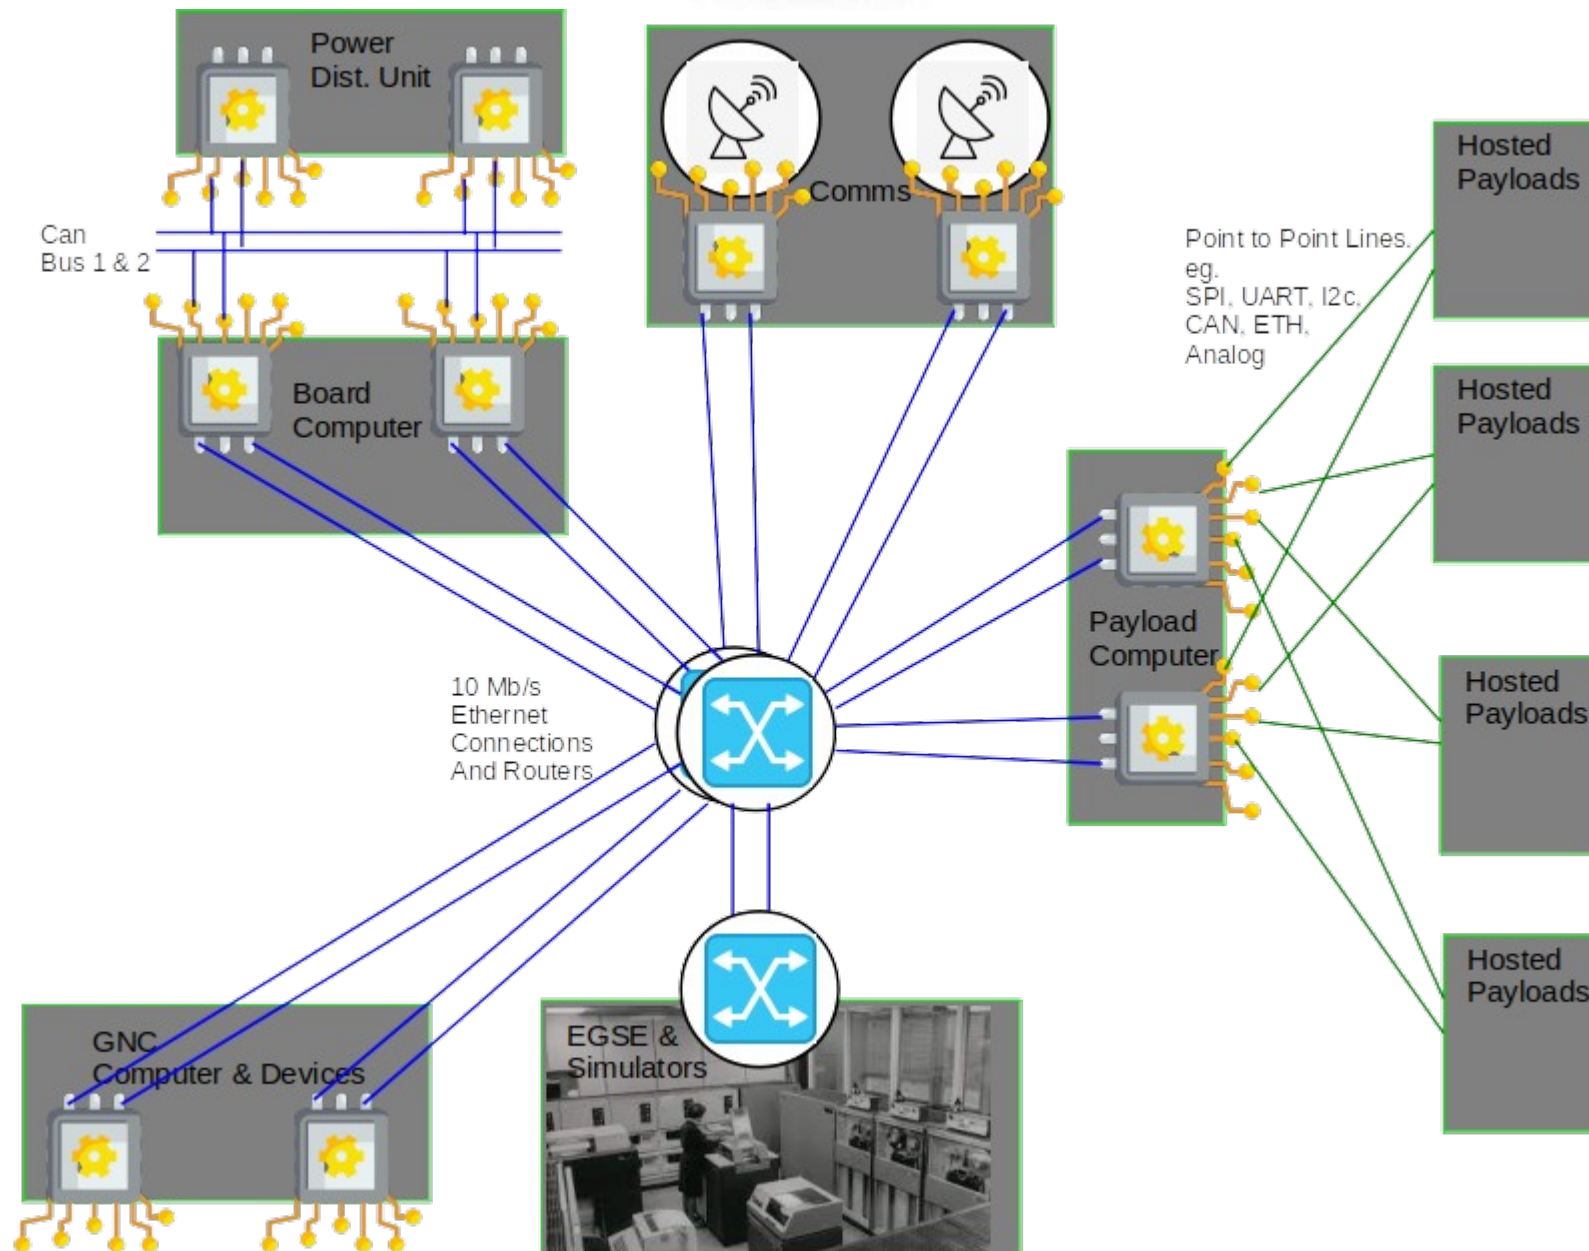 Power
Dist. Unit
Comms
Can
Bus 1 & 2
Board
Computer
Point to Point Lines.
eg.
SPI, UART, I2c,
CAN, ETH,
Analog
Hosted
Payloads
Hosted
Payloads
Payload
Computer
Hosted
Payloads
Hosted
Payloads
10 Mb/s
Ethernet
Connections
And Routers
GNC
Computer & Devices
EGSE &
Simulators